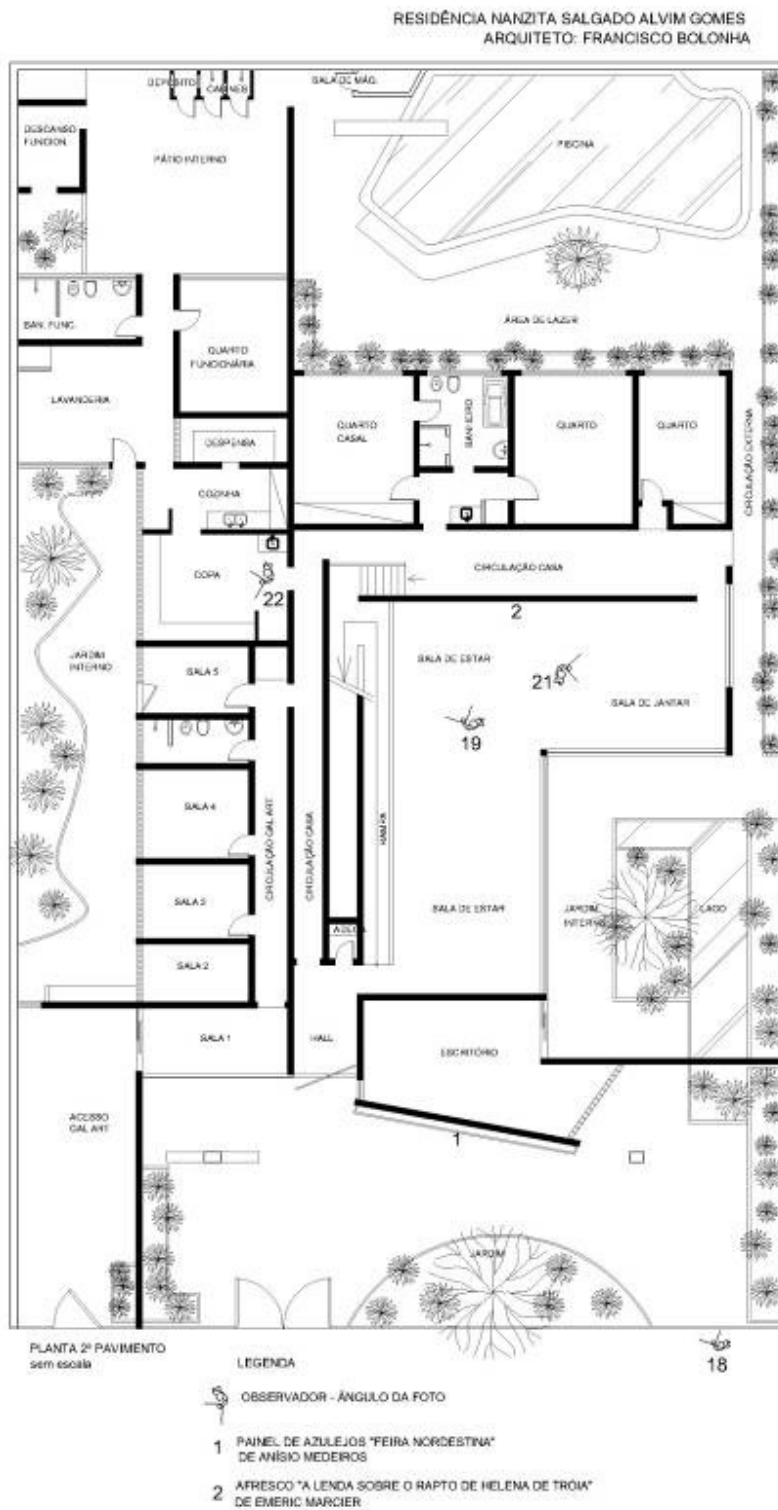 RESIDÊNCIA NANZITA SALGADO ALVIM GOMES
ARQUITETO: FRANCISCO BOLONHA
DEPÓSITO
SALA DE MÁQ.
DESCANSO
FUNCION.
PÁTIO INTERNO
PISCINA
BAN. FUNC.
QUARTO
FUNCIONÁRIA
ÁREA DE LAZER
LAVANDERIA
QUARTO
CASAL
BANHEIRO
QUARTO
QUARTO
DESPENSA
CIRCULAÇÃO EXTERNA
COZINHA
COPA
22
CIRCULAÇÃO CASA
2
JARDIM
INTERNO
SALA 5
SALA DE ESTAR
21
SALA DE JANTAR
19
SALA 4
CIRCULAÇÃO GAL ART
CIRCULAÇÃO CASA
RAMPA
SALA 3
SALA DE ESTAR
JARDIM
INTERNO
LAGO
SALA 2
SALA 1
HALL
ESCRITÓRIO
ACESSO
GAL ART
1
JARDIM
18
PLANTA 2º PAVIMENTO
sem escala
LEGENDA
OBSERVADOR - ÂNGULO DA FOTO
1 PAINEL DE AZULEJOS "FEIRA NORDESTINA"
DE ANÍSIO MEDEIROS
2 AFRESCO "A LENDA SOBRE O RAPTO DE HELENA DE TRÓIA"
DE EMERIC MARCIER